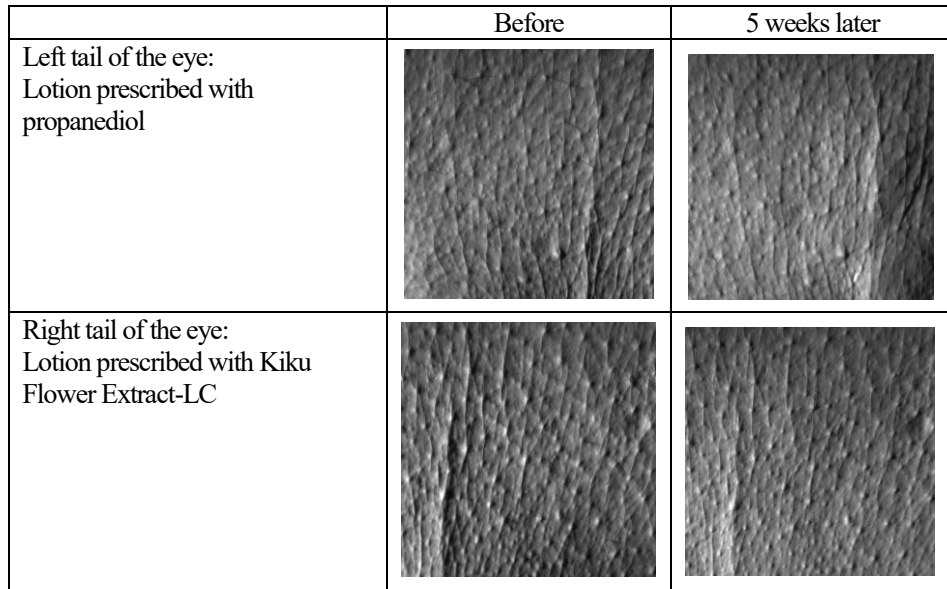 Before
5 weeks later
Left tail of the eye:
Lotion prescribed with
propanediol
Right tail of the eye:
Lotion prescribed with Kiku
Flower Extract-LC